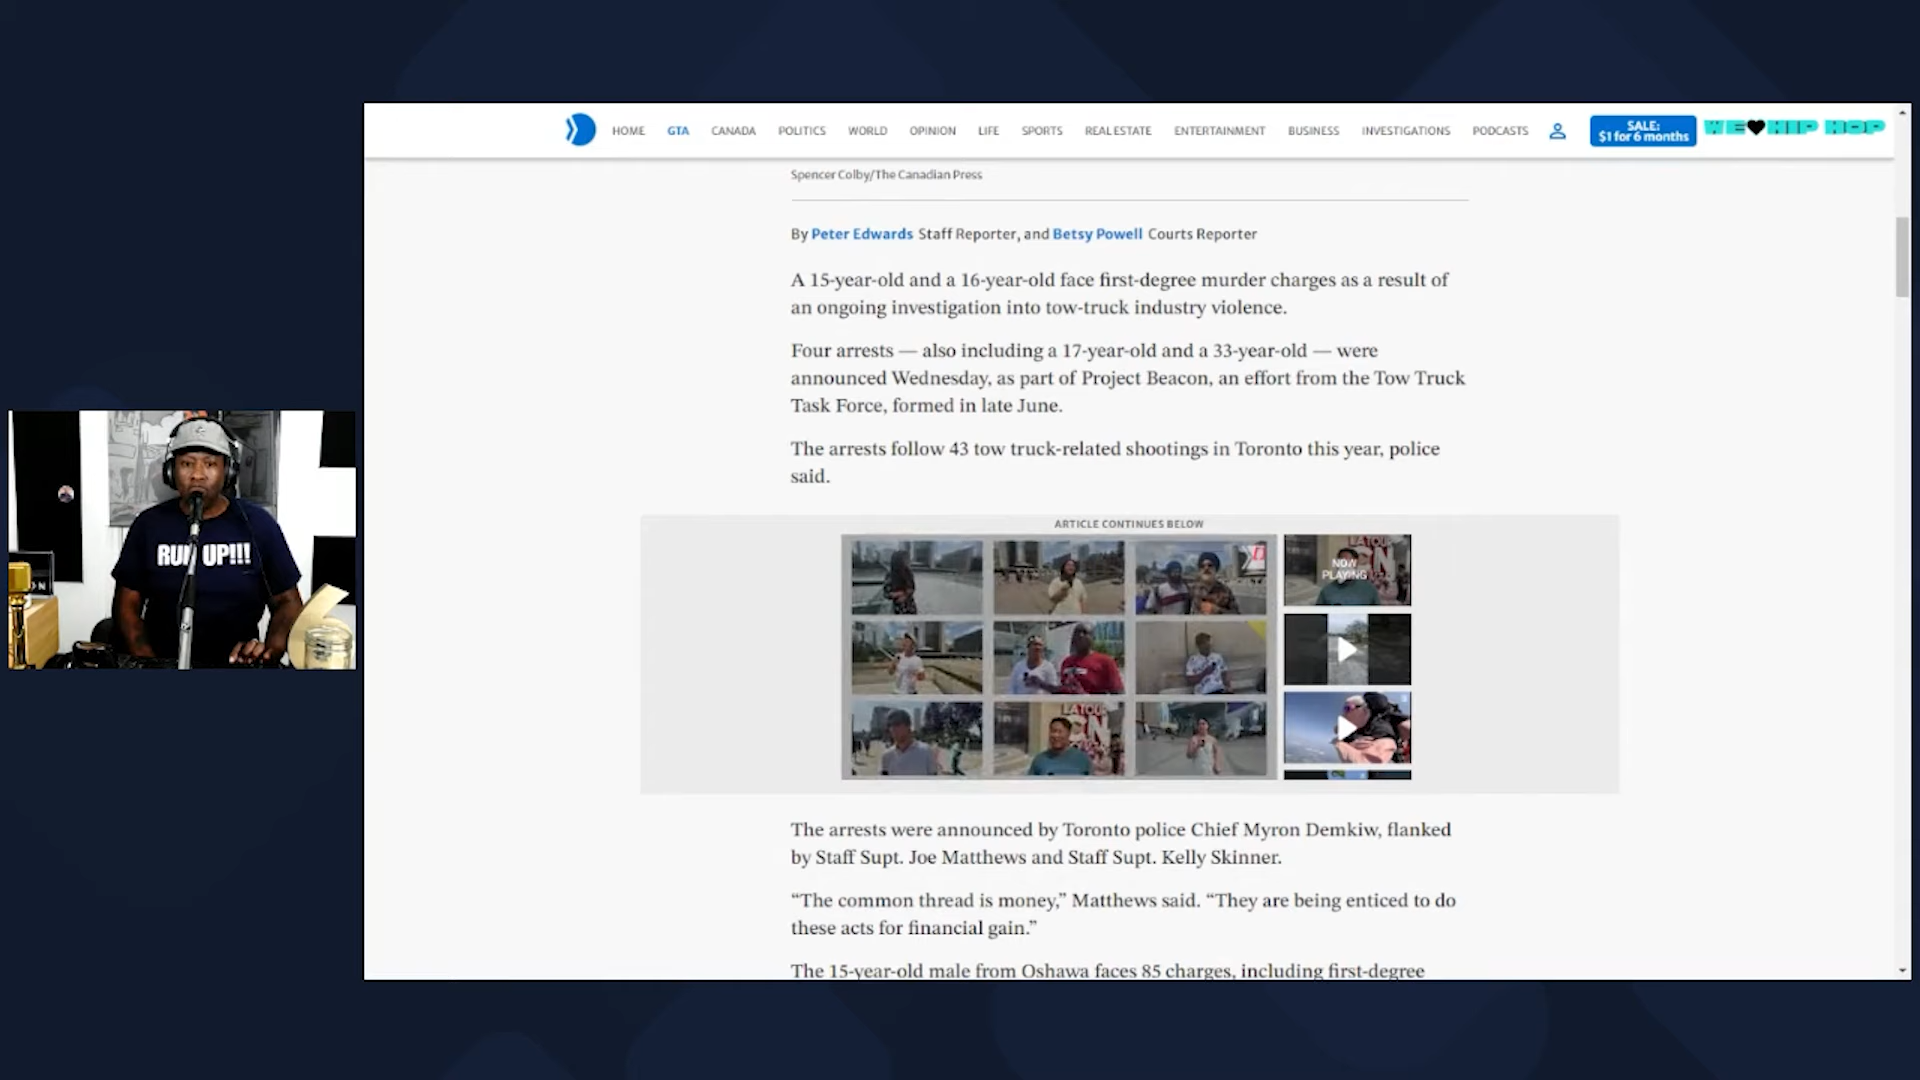 HOME GTA CANADA POLITICS WORLD OPINION LIFE SPORTS REAL ESTATE ENTERTAINMENT BUSINESS INVESTIGATIONS PODCASTS
SALE:
$1 for 6 months
WE HIP HOP
Spencer Colby/The Canadian Press
By Peter Edwards Staff Reporter, and Betsy Powell Courts Reporter
A 15-year-old and a 16-year-old face first-degree murder charges as a result of
an ongoing investigation into tow-truck industry violence.
Four arrests — also including a 17-year-old and a 33-year-old — were
announced Wednesday, as part of Project Beacon, an effort from the Tow Truck
Task Force, formed in late June.
The arrests follow 43 tow truck-related shootings in Toronto this year, police
said.
RUN UP!!!
ARTICLE CONTINUES BELOW
NOW
PLAYING
The arrests were announced by Toronto police Chief Myron Demkiw, flanked
by Staff Supt. Joe Matthews and Staff Supt. Kelly Skinner.
“The common thread is money,” Matthews said. “They are being enticed to do
these acts for financial gain.”
The 15-year-old male from Oshawa faces 85 charges, including first-degree